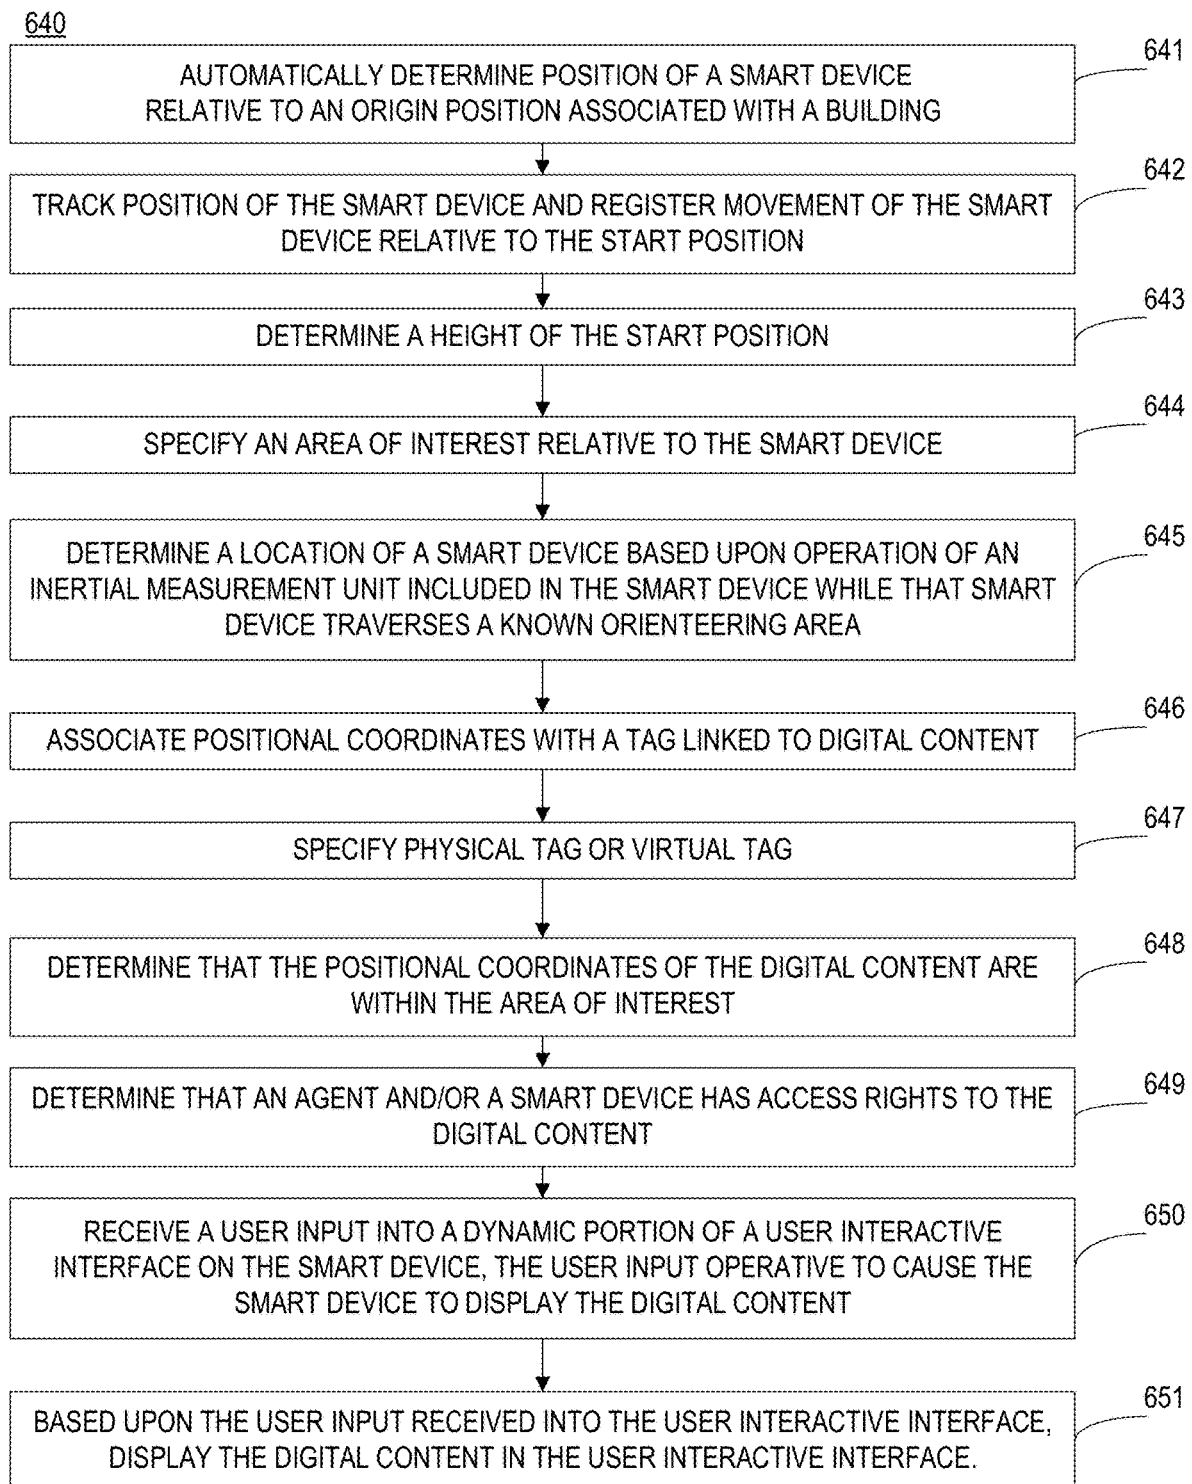 640
641
AUTOMATICALLY DETERMINE POSITION OF A SMART DEVICE
RELATIVE TO AN ORIGIN POSITION ASSOCIATED WITH A BUILDING
642
TRACK POSITION OF THE SMART DEVICE AND REGISTER MOVEMENT OF THE SMART
DEVICE RELATIVE TO THE START POSITION
643
DETERMINE A HEIGHT OF THE START POSITION
644
SPECIFY AN AREA OF INTEREST RELATIVE TO THE SMART DEVICE
645
DETERMINE A LOCATION OF A SMART DEVICE BASED UPON OPERATION OF AN
INERTIAL MEASUREMENT UNIT INCLUDED IN THE SMART DEVICE WHILE THAT SMART
DEVICE TRAVERSES A KNOWN ORIENTEERING AREA
646
ASSOCIATE POSITIONAL COORDINATES WITH A TAG LINKED TO DIGITAL CONTENT
647
SPECIFY PHYSICAL TAG OR VIRTUAL TAG
648
DETERMINE THAT THE POSITIONAL COORDINATES OF THE DIGITAL CONTENT ARE
WITHIN THE AREA OF INTEREST
649
DETERMINE THAT AN AGENT AND/OR A SMART DEVICE HAS ACCESS RIGHTS TO THE
DIGITAL CONTENT
650
RECEIVE A USER INPUT INTO A DYNAMIC PORTION OF A USER INTERACTIVE
INTERFACE ON THE SMART DEVICE, THE USER INPUT OPERATIVE TO CAUSE THE
SMART DEVICE TO DISPLAY THE DIGITAL CONTENT
651
BASED UPON THE USER INPUT RECEIVED INTO THE USER INTERACTIVE INTERFACE,
DISPLAY THE DIGITAL CONTENT IN THE USER INTERACTIVE INTERFACE.